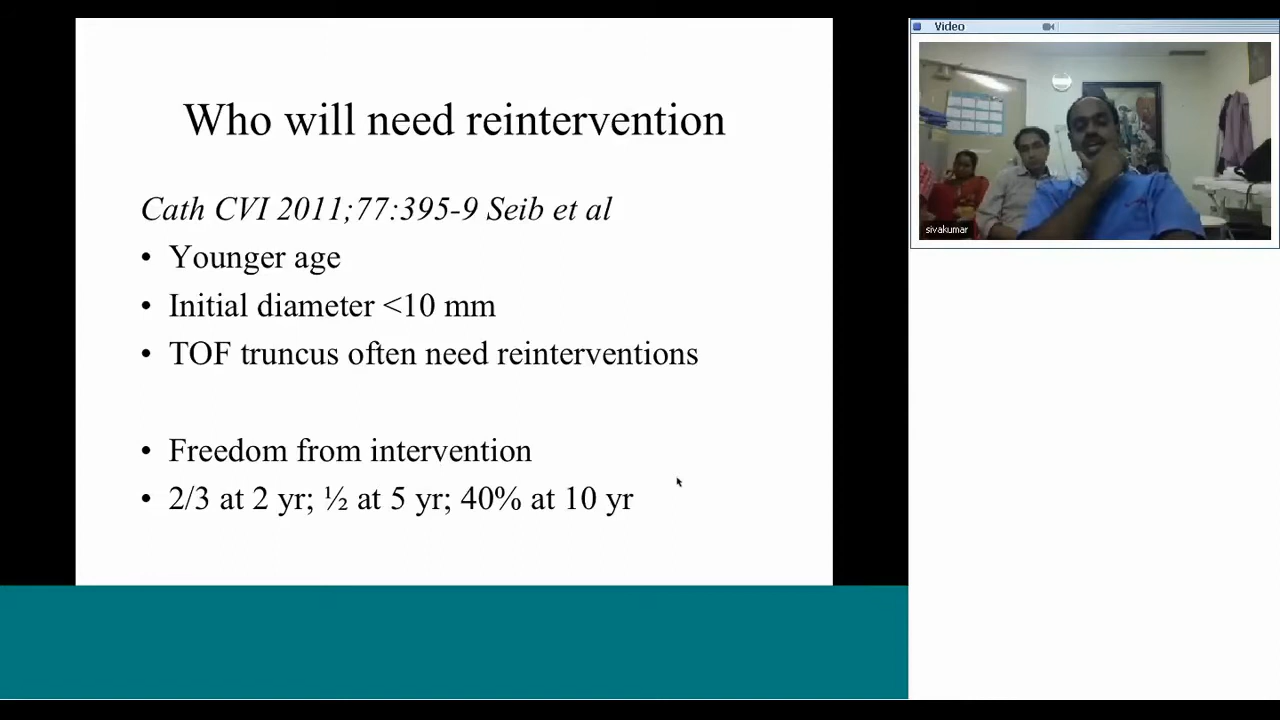 Who will need reintervention
Cath CVI 2011;77:395-9 Seib et al
• Younger age
• Initial diameter <10 mm
• TOF truncus often need reinterventions
• Freedom from intervention
• 2/3 at 2 yr; ½ at 5 yr; 40% at 10 yr
Video
sivakumar